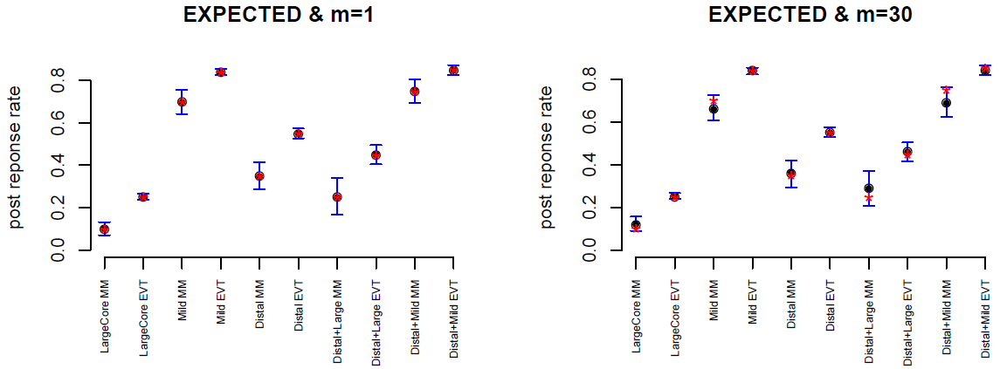 EXPECTED & m=1
post reponse rate
0.0
0.2
0.4
0.6
0.8
LargeCore MM
LargeCore EVT
Mild MM
Mild EVT
Distal MM
Distal EVT
Distal+Large MM
Distal+Large EVT
Distal+Mild MM
Distal+Mild EVT
EXPECTED & m=30
post reponse rate
0.0
0.2
0.4
0.6
0.8
LargeCore MM
LargeCore EVT
Mild MM
Mild EVT
Distal MM
Distal EVT
Distal+Large MM
Distal+Large EVT
Distal+Mild MM
Distal+Mild EVT